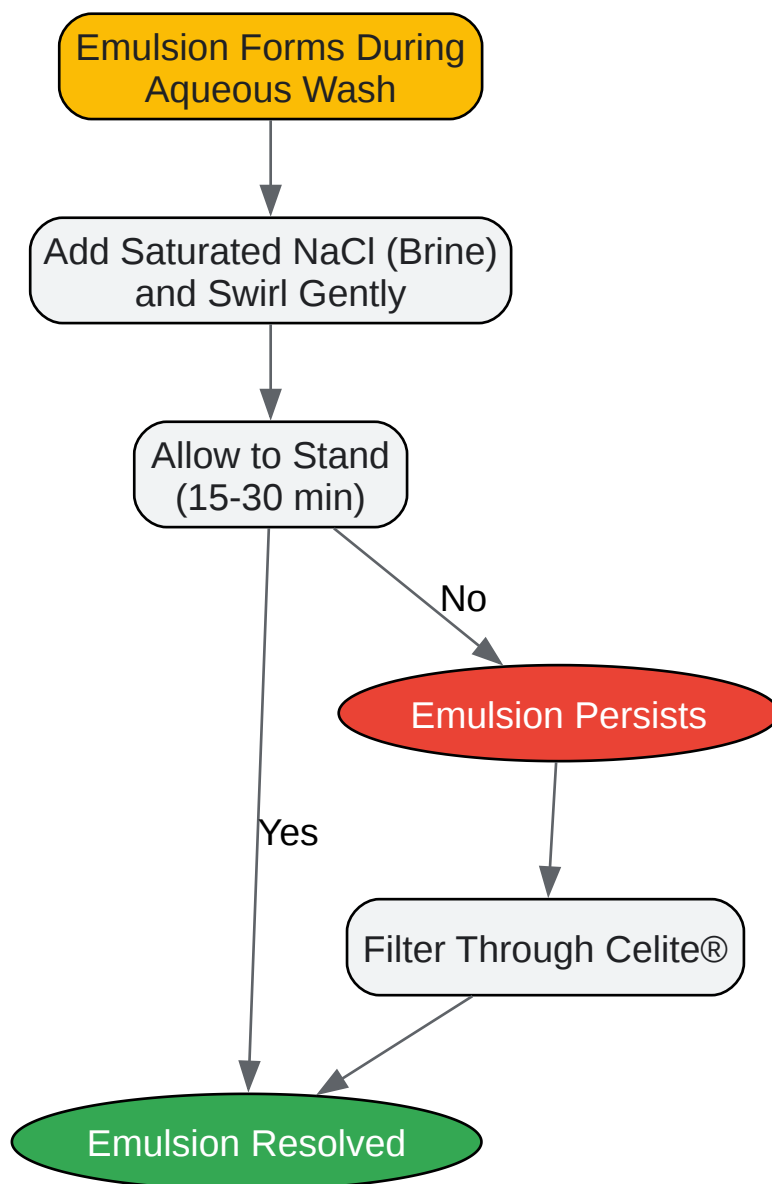 Emulsion Forms During
Aqueous Wash
Add Saturated NaCl (Brine)
and Swirl Gently
Allow to Stand
(15-30 min)
No
Emulsion Persists
Yes
Filter Through Celite®
Emulsion Resolved